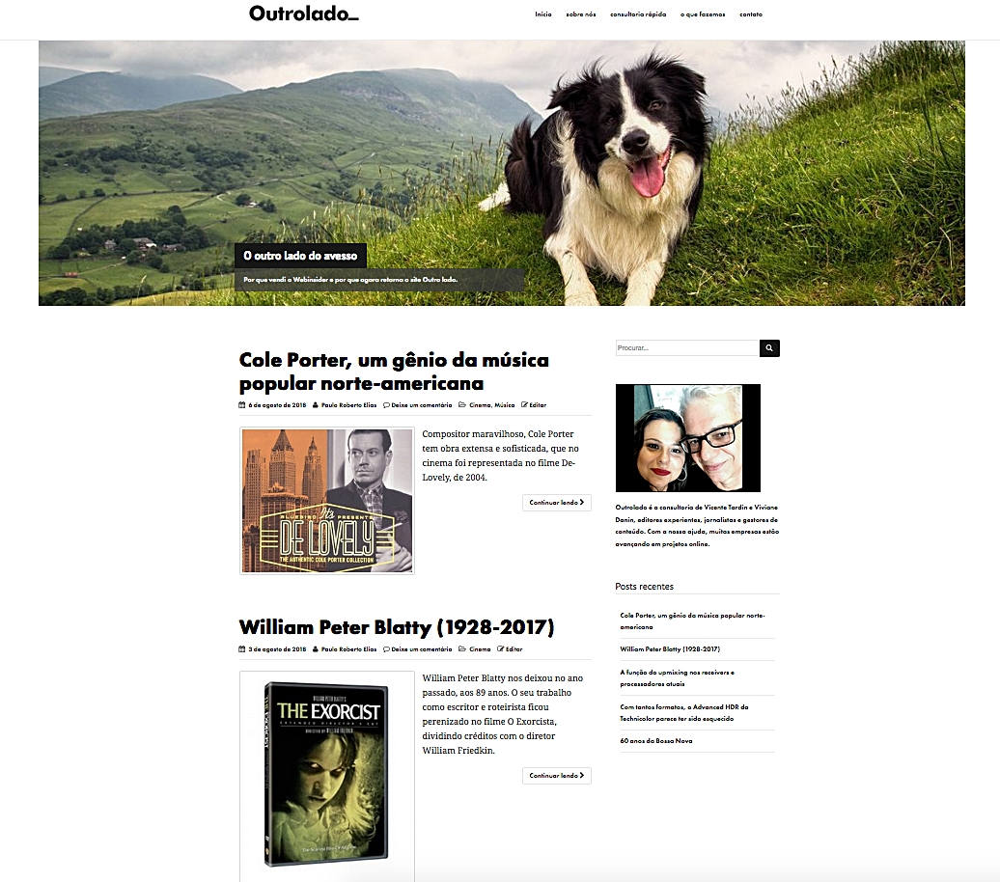 Outrolado_
Início sobre nós consultoria rápida o que fazemos contato
O outro lado do avesso
Por que vendi o Webinsider e por que agora retomo o site Outro lado.
Cole Porter, um gênio da música
popular norte-americana
6 de agosto de 2018 Paulo Roberto Elias Deixe um comentário Cinema, Música Editar
Compositor maravilhoso, Cole Porter
tem obra extensa e sofisticada, que no
cinema foi representada no filme De-
Lovely, de 2004.
Continuar lendo
BLUEBIRD It's PRESENTS
DE LOVELY
THE AUTHENTIC COLE PORTER COLLECTION
William Peter Blatty (1928-2017)
3 de agosto de 2018 Paulo Roberto Elias Deixe um comentário Cinema Editar
William Peter Blatty nos deixou no ano
passado, aos 89 anos. O seu trabalho
como escritor e roteirista ficou
perenizado no filme O Exorcista,
dividindo créditos com o diretor
William Friedkin.
Continuar lendo
WILLIAM PETER BLATTY'S
THE EXORCIST
EXTENDED DIRECTOR'S CUT
DIRECTED BY WILLIAM FRIEDKIN
THE EXORCIST
Procurar...
Outrolado é a consultoria de Vicente Tardin e Viviane
Danin, editores experientes, jornalistas e gestores de
conteúdo. Com a nossa ajuda, muitas empresas estão
avançando em projetos online.
Posts recentes
Cole Porter, um gênio da música popular norte-
americana
William Peter Blatty (1928-2017)
A função do upmixing nos receivers e
processadores atuais
Com tantos formatos, o Advanced HDR da
Technicolor parece ter sido esquecido
60 anos da Bossa Nova